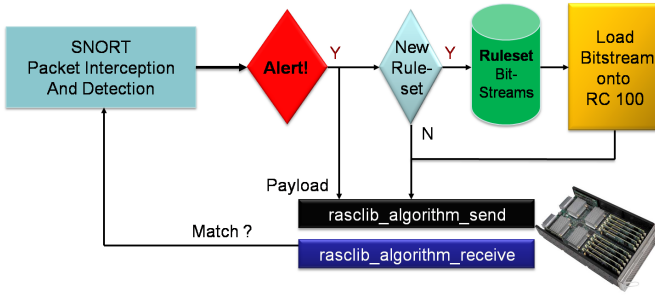 SNORT
Packet Interception
And Detection
Alert!
Y
New
Rule-
set
Y
Ruleset
Bit-
Streams
Load
Bitstream
onto
RC 100
N
Payload
rasclib_algorithm_send
Match ?
rasclib_algorithm_receive